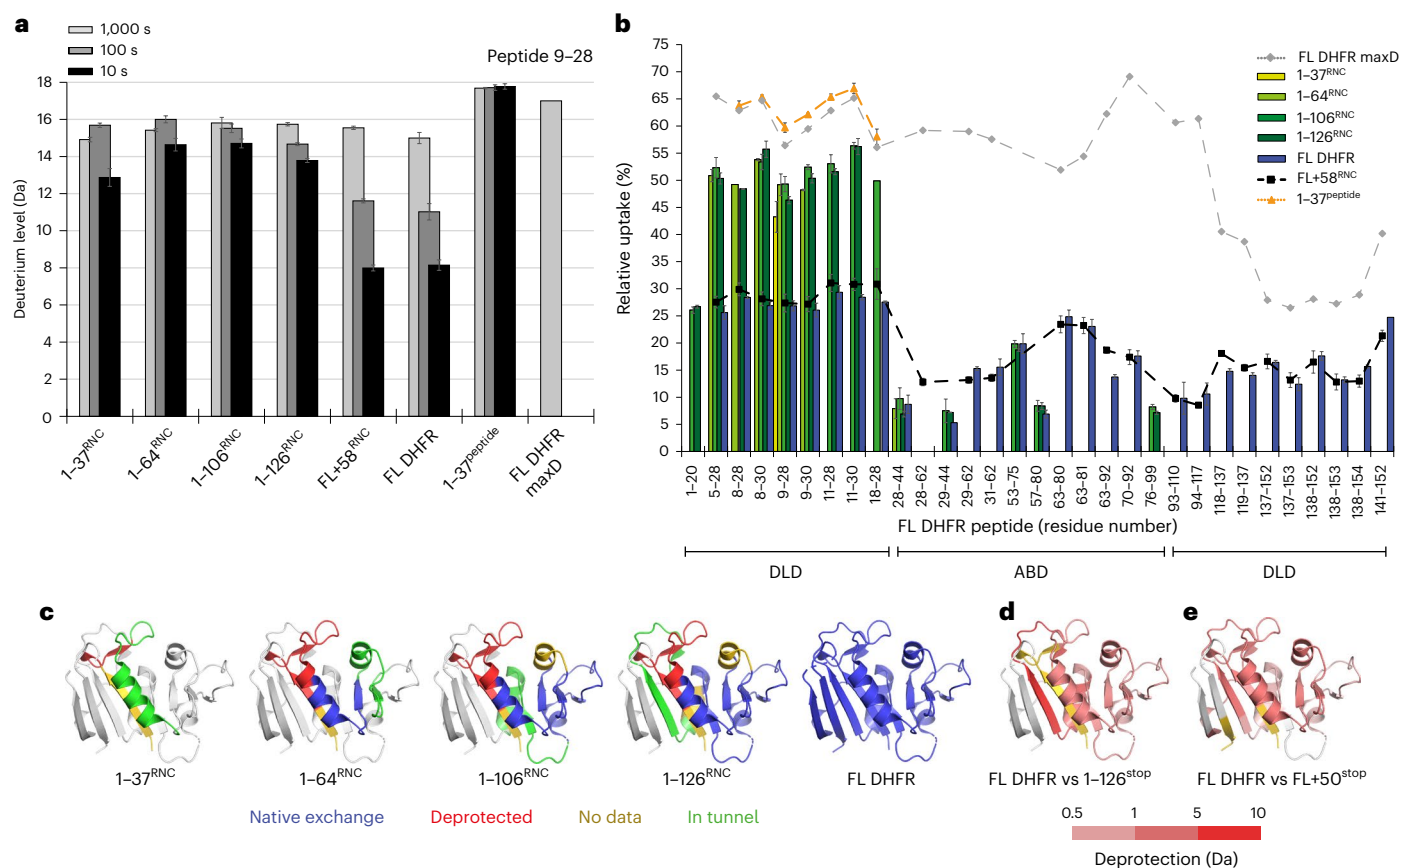 a
1,000 s
100 s
10 s
Peptide 9–28
Deuterium level (Da)
18
16
14
12
10
8
6
4
2
0
1–37RNC
1–64RNC
1–106RNC
1–126RNC
FL+58RNC
FL DHFR
1–37peptide
FL DHFR maxD
b
Relative uptake (%)
75
70
65
60
55
50
45
40
35
30
25
20
15
10
5
0
FL DHFR maxD
1–37RNC
1–64RNC
1–106RNC
1–126RNC
FL DHFR
FL+58RNC
1–37peptide
1–20
5–28
8–28
8–30
9–28
9–30
11–28
11–30
18–28
28–44
28–62
29–44
29–62
31–62
53–75
57–80
63–80
63–81
63–92
70–92
76–99
93–110
94–117
118–137
119–137
137–152
137–153
138–152
138–153
138–154
141–152
FL DHFR peptide (residue number)
DLD
ABD
DLD
c
1–37RNC
1–64RNC
1–106RNC
1–126RNC
FL DHFR
Native exchange
Deprotected
No data
In tunnel
d
FL DHFR vs 1–126stop
e
FL DHFR vs FL+50stop
0.5
1
5
10
Deprotection (Da)